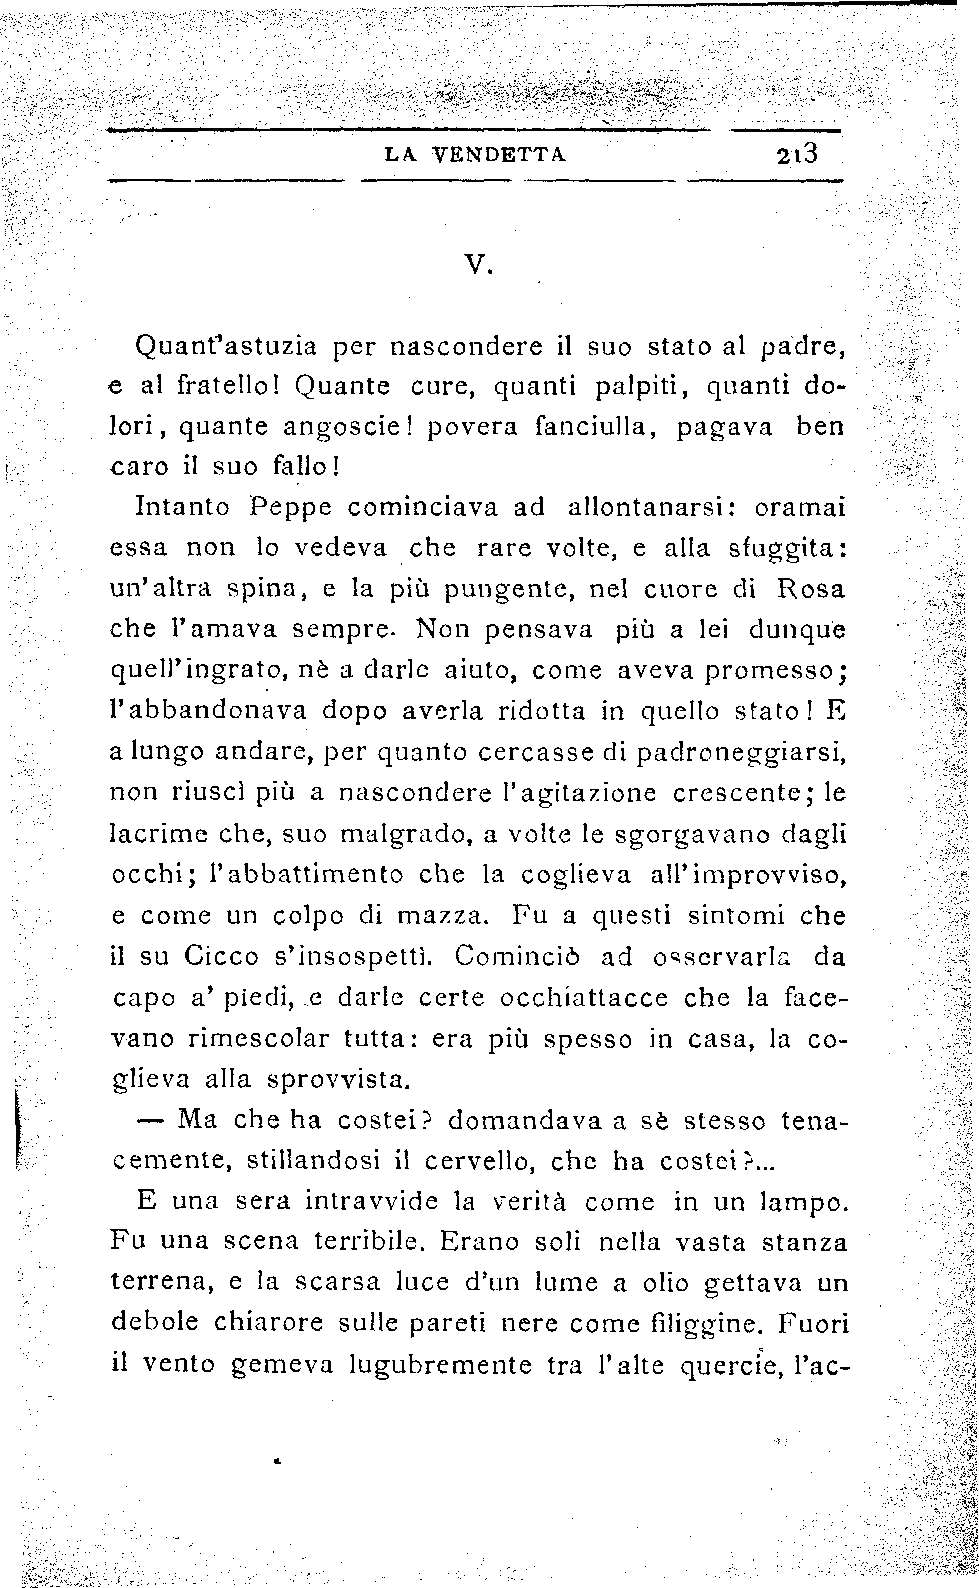 LA VENDETTA 213
V.
Quant'astuzia per nascondere il suo stato al padre,
e al fratello! Quante cure, quanti palpiti, quanti do-
lori, quante angoscie! povera fanciulla, pagava ben
caro il suo fallo!
Intanto Peppe cominciava ad allontanarsi: oramai
essa non lo vedeva che rare volte, e alla sfuggita:
un'altra spina, e la più pungente, nel cuore di Rosa
che l'amava sempre. Non pensava più a lei dunque
quell'ingrato, nè a darle aiuto, come aveva promesso;
l'abbandonava dopo averla ridotta in quello stato! E
a lungo andare, per quanto cercasse di padroneggiarsi,
non riuscì più a nascondere l'agitazione crescente; le
lacrime che, suo malgrado, a volte le sgorgavano dagli
occhi; l'abbattimento che la coglieva all'improvviso,
e come un colpo di mazza. Fu a questi sintomi che
il su Cicco s'insospettì. Cominciò ad osservarla da
capo a' piedi, e darle certe occhiattacce che la face-
vano rimescolar tutta: era più spesso in casa, la co-
glieva alla sprovvista.
— Ma che ha costei? domandava a sè stesso tena-
cemente, stillandosi il cervello, che ha costei?...
E una sera intravvide la verità come in un lampo.
Fu una scena terribile. Erano soli nella vasta stanza
terrena, e la scarsa luce d'un lume a olio gettava un
debole chiarore sulle pareti nere come filiggine. Fuori
il vento gemeva lugubremente tra l'alte quercie, l'ac-